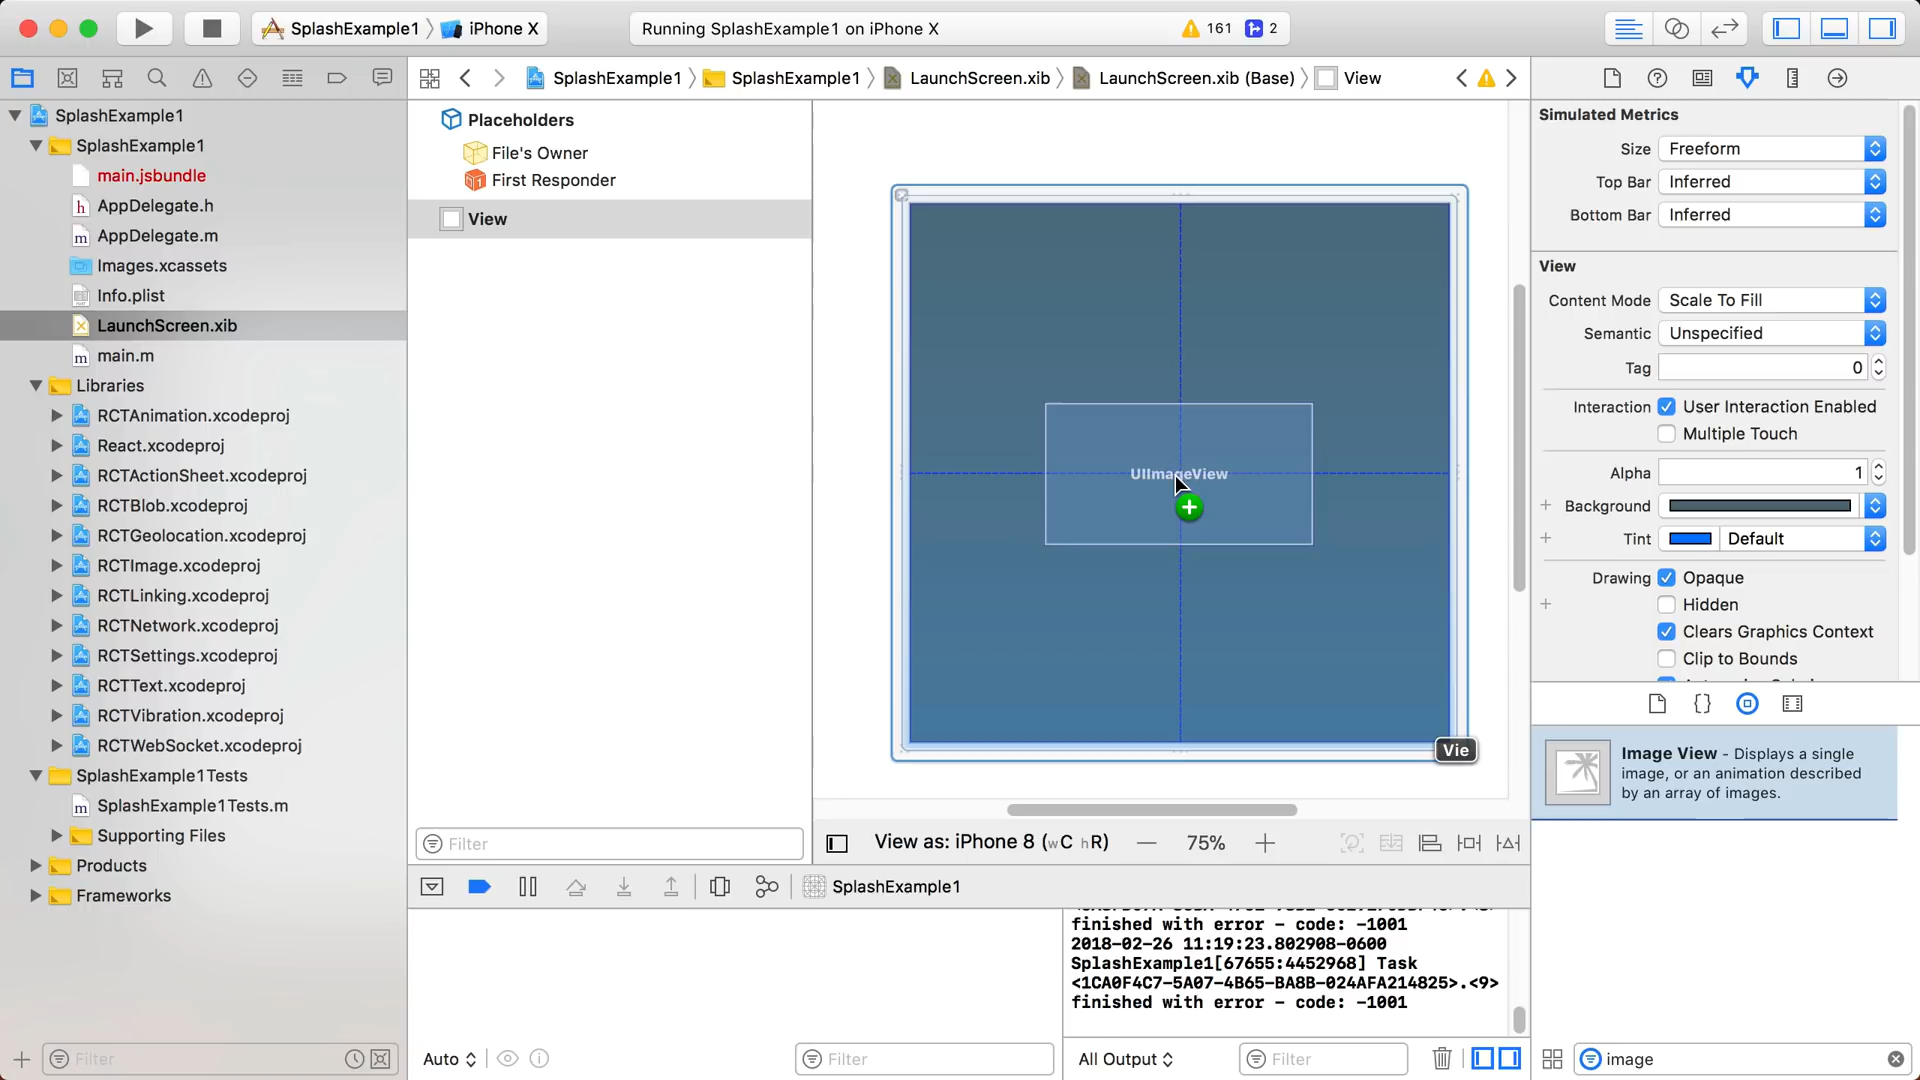 SplashExample1
iPhone X
Running SplashExample1 on iPhone X
161
2
SplashExample1
SplashExample1
LaunchScreen.xib
LaunchScreen.xib (Base)
View
SplashExample1
SplashExample1
main.jsbundle
AppDelegate.h
AppDelegate.m
Images.xcassets
Info.plist
LaunchScreen.xib
main.m
Libraries
RCTAnimation.xcodeproj
React.xcodeproj
RCTActionSheet.xcodeproj
RCTBlob.xcodeproj
RCTGeolocation.xcodeproj
RCTImage.xcodeproj
RCTLinking.xcodeproj
RCTNetwork.xcodeproj
RCTSettings.xcodeproj
RCTText.xcodeproj
RCTVibration.xcodeproj
RCTWebSocket.xcodeproj
SplashExample1Tests
SplashExample1Tests.m
Supporting Files
Products
Frameworks
Filter
Placeholders
File's Owner
First Responder
View
Filter
UIImageView
Vie
View as: iPhone 8 (wC hR)
75%
SplashExample1
Auto
Filter
finished with error - code: -1001
2018-02-26 11:19:23.802908-0600
SplashExample1[67655:4452968] Task
<1CA0F4C7-5A07-4B65-BA8B-024AFA214825>.<9>
finished with error - code: -1001
All Output
Filter
Simulated Metrics
Size Freeform
Top Bar Inferred
Bottom Bar Inferred
View
Content Mode Scale To Fill
Semantic Unspecified
Tag 0
Interaction User Interaction Enabled
Multiple Touch
Alpha 1
Background
Tint Default
Drawing Opaque
Hidden
Clears Graphics Context
Clip to Bounds
Image View - Displays a single
image, or an animation described
by an array of images.
image